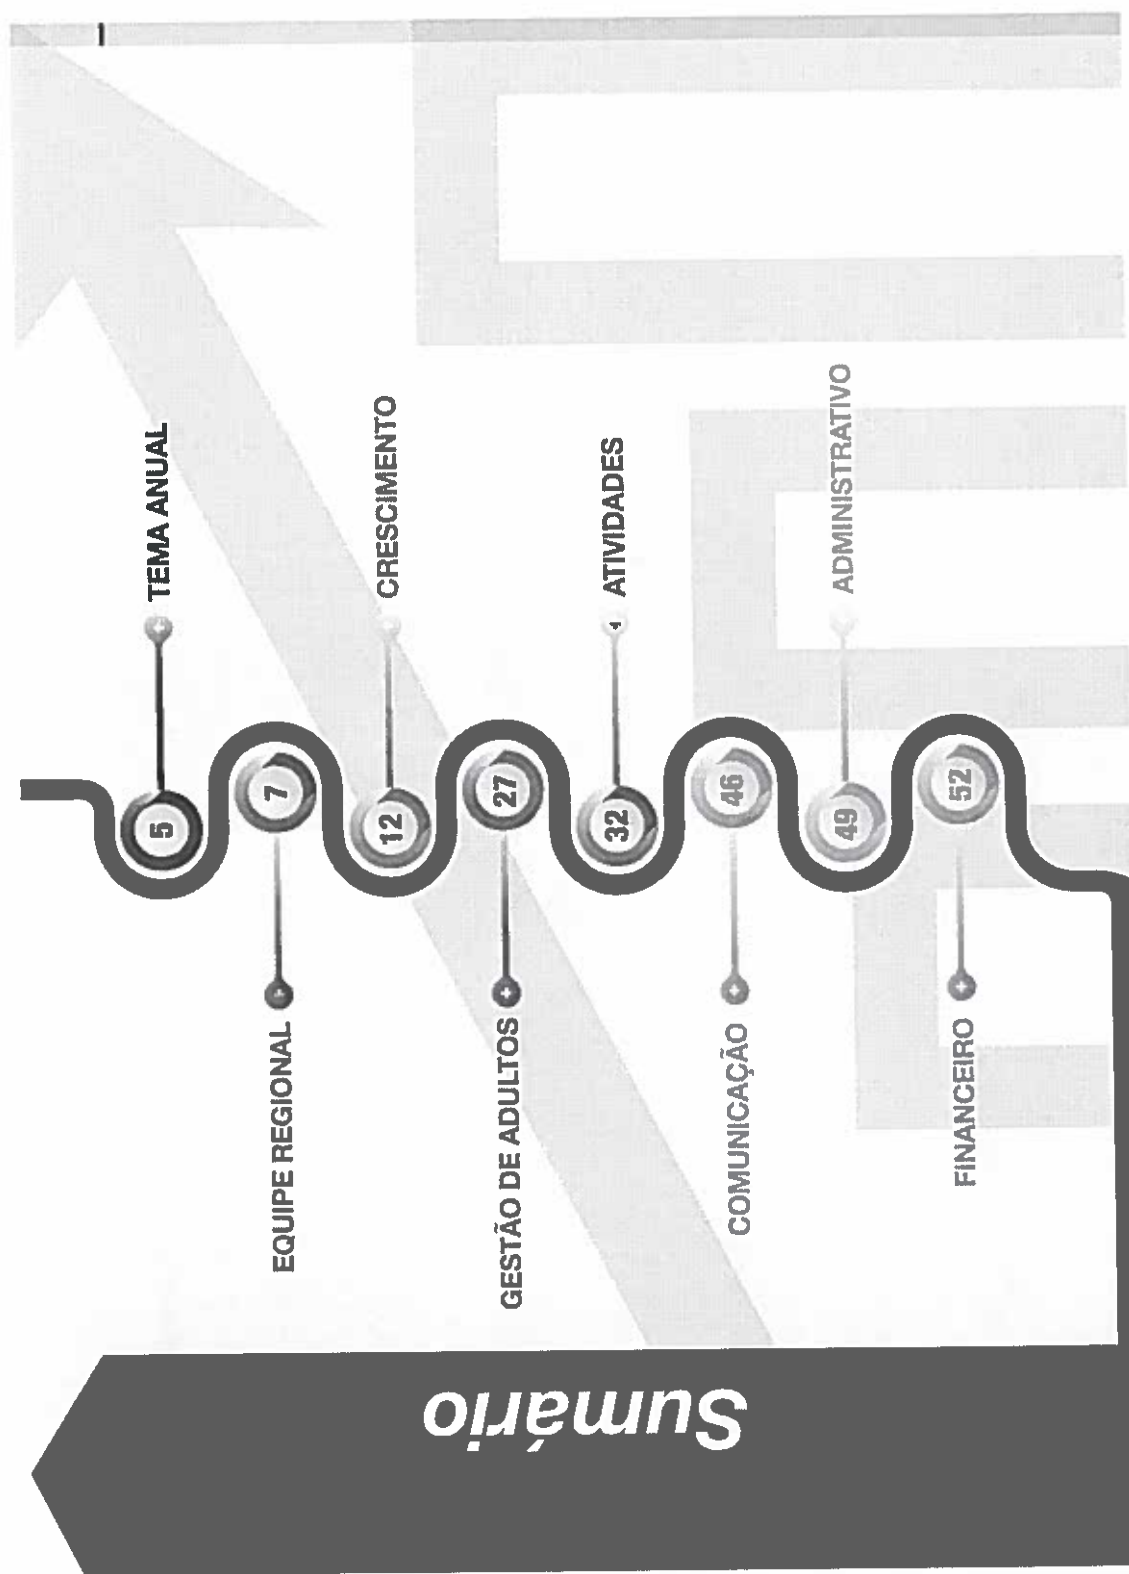 Sumário
5
TEMA ANUAL
7
EQUIPE REGIONAL
12
CRESCIMENTO
27
GESTÃO DE ADULTOS
32
ATIVIDADES
46
COMUNICAÇÃO
49
ADMINISTRATIVO
52
FINANCEIRO